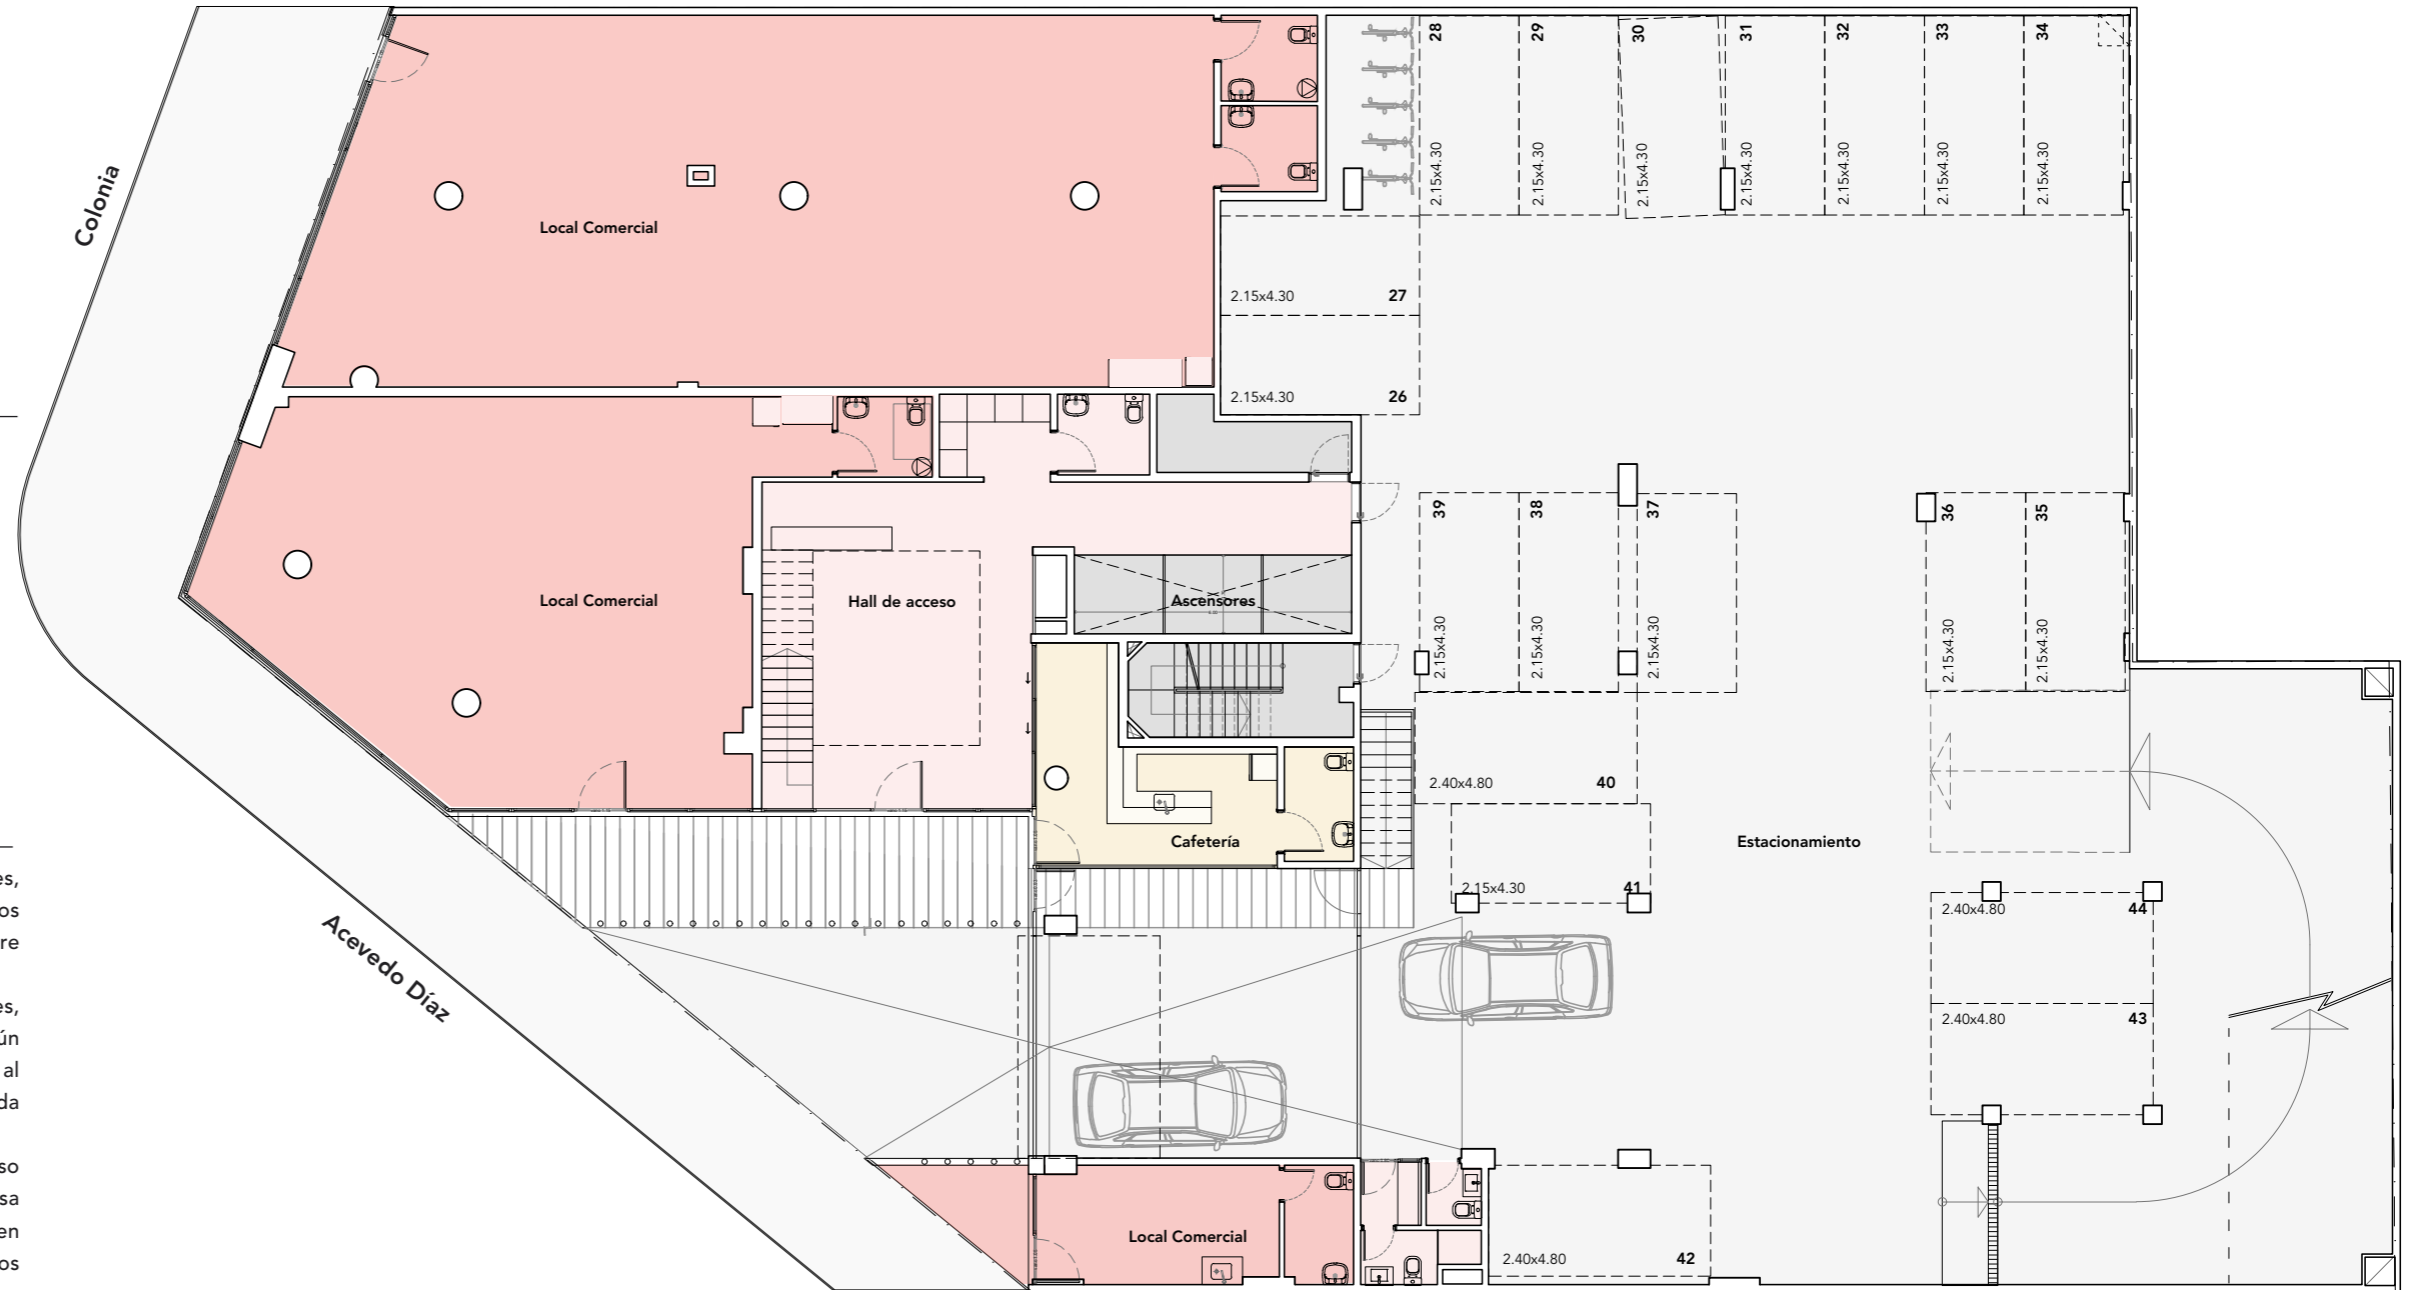 Colonia
Acevedo Díaz
Local Comercial
Local Comercial
Hall de acceso
Ascensores
Cafetería
Local Comercial
Estacionamiento
28
29
30
31
32
33
34
2.15x4.30
2.15x4.30
2.15x4.30
2.15x4.30
2.15x4.30
2.15x4.30
2.15x4.30
2.15x4.30 27
2.15x4.30 26
39
38
37
36
35
2.15x4.30
2.15x4.30
2.15x4.30
2.15x4.30
2.15x4.30
2.40x4.80 40
2.15x4.30 41
2.40x4.80 44
2.40x4.80 43
2.40x4.80 42
es,
os
re
es,
ún
al
da
so
sa
en
os